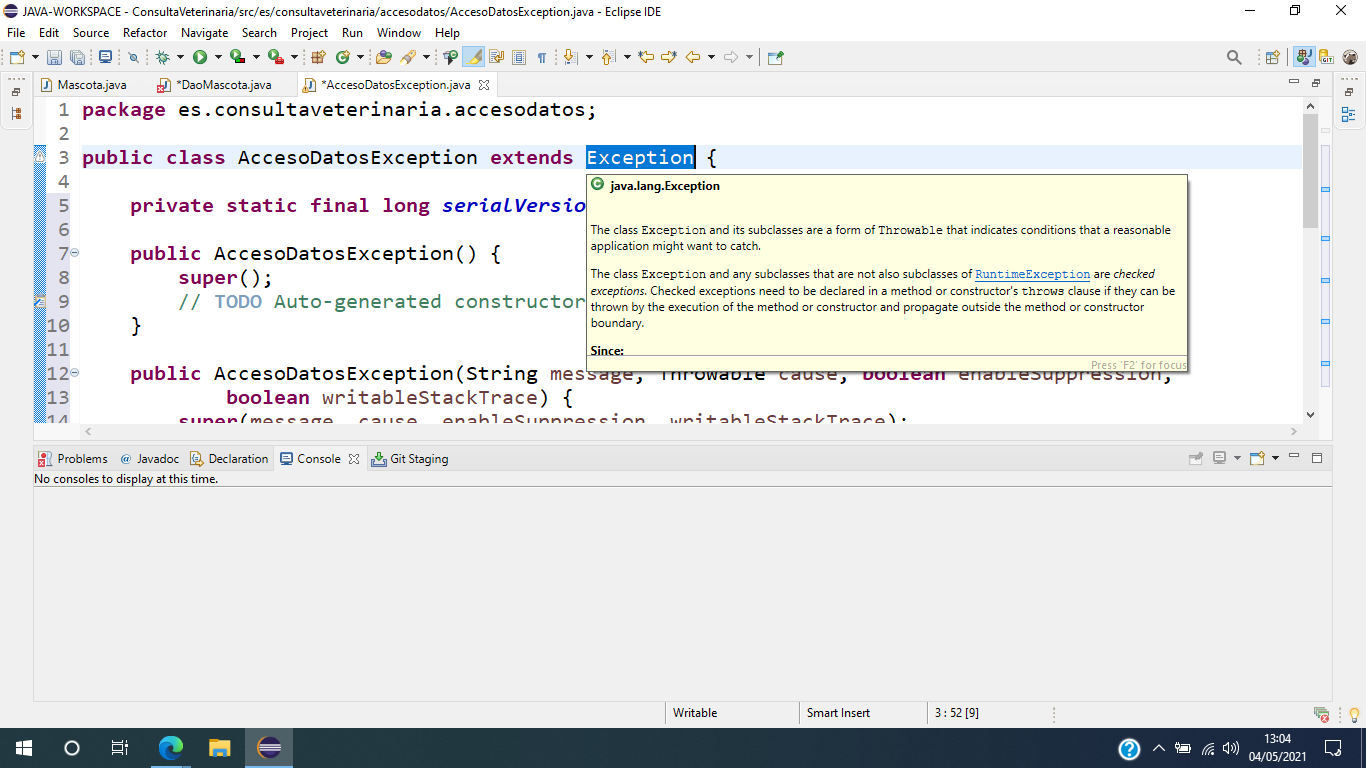 JAVA-WORKSPACE - ConsultaVeterinaria/src/es/consultaveterinaria/accesodatos/AccesoDatosException.java - Eclipse IDE
File Edit Source Refactor Navigate Search Project Run Window Help
Mascota.java *DaoMascota.java *AccesoDatosException.java
1 package es.consultaveterinaria.accesodatos;
2
3 public class AccesoDatosException extends Exception {
4
5 private static final long serialVersio
6
7 public AccesoDatosException() {
8 super();
9 // TODO Auto-generated constructor
10 }
11
12 public AccesoDatosException(String message, Throwable cause, boolean enableSuppression,
13 boolean writableStackTrace) {
14 super(message, cause, enableSuppression, writableStackTrace);
java.lang.Exception
The class Exception and its subclasses are a form of Throwable that indicates conditions that a reasonable
application might want to catch.
The class Exception and any subclasses that are not also subclasses of RuntimeException are checked
exceptions. Checked exceptions need to be declared in a method or constructor's throws clause if they can be
thrown by the execution of the method or constructor and propagate outside the method or constructor
boundary.
Since:
Press 'F2' for focus
Problems @ Javadoc Declaration Console Git Staging
No consoles to display at this time.
Writable Smart Insert 3 : 52 [9]
13:04
04/05/2021